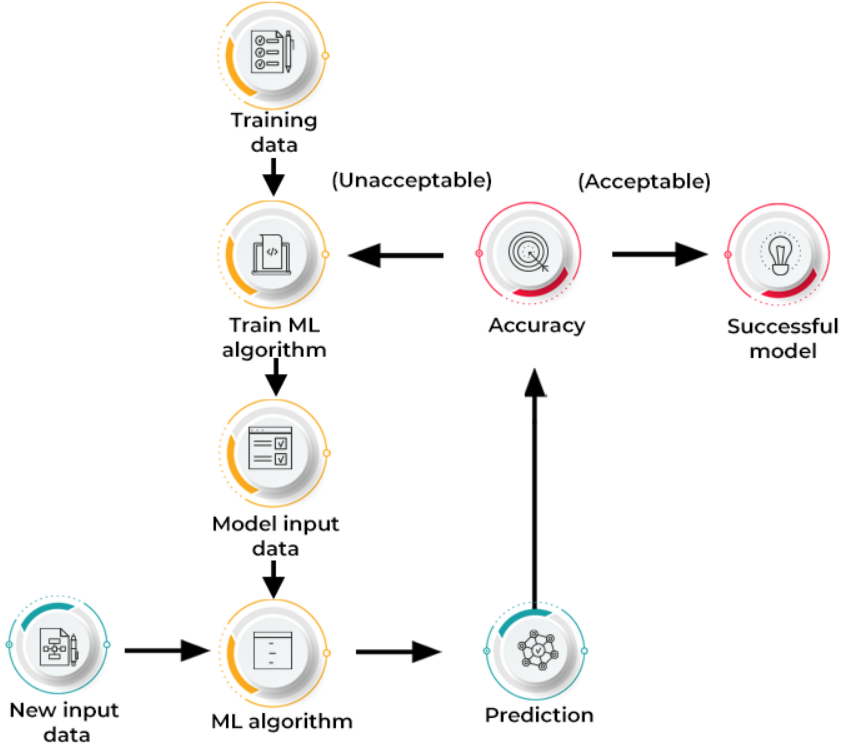 Training
data
(Unacceptable)
(Acceptable)
</>
Train ML
algorithm
Accuracy
Successful
model
Model input
data
New input
data
ML algorithm
Prediction